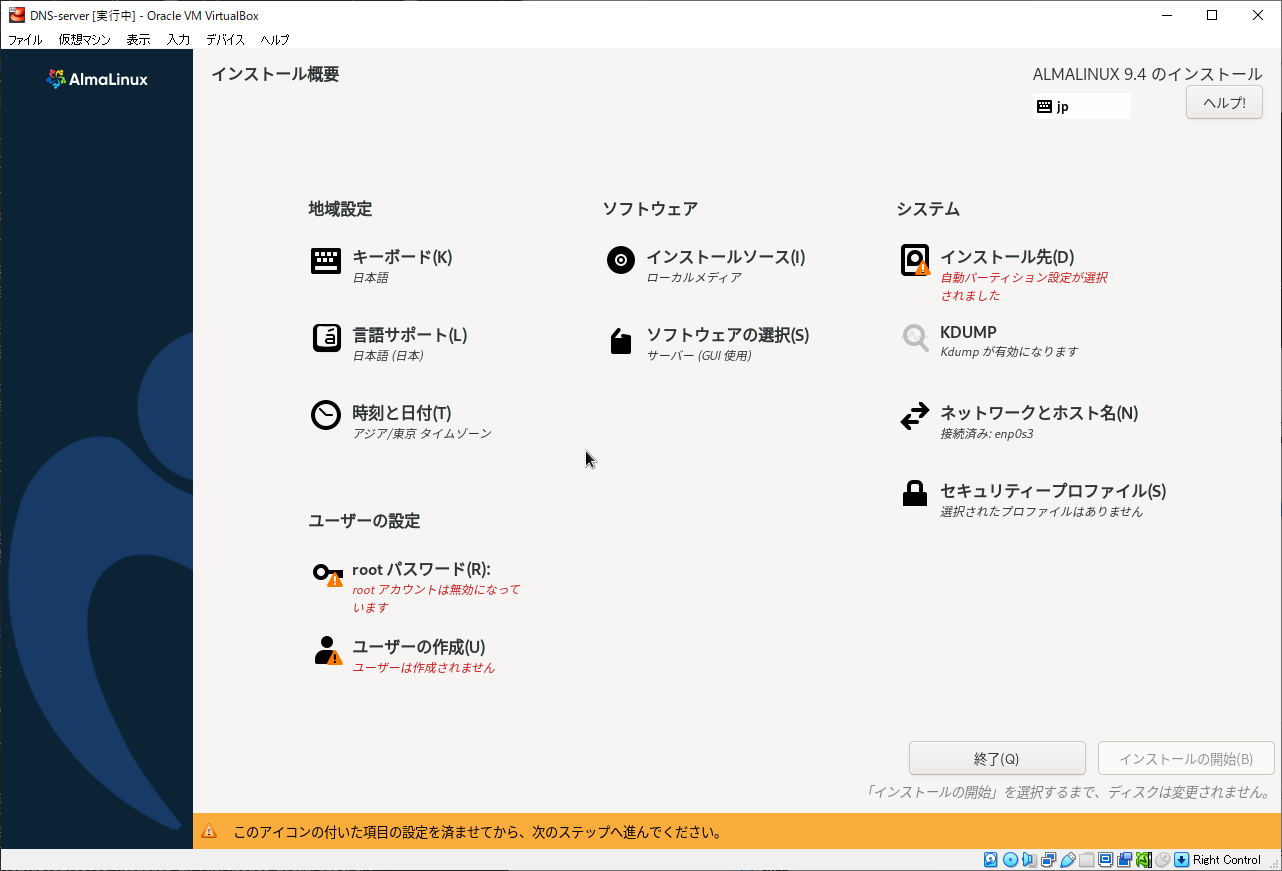 DNS-server [実行中] - Oracle VM VirtualBox
ファイル 仮想マシン 表示 入力 デバイス ヘルプ
AlmaLinux
インストール概要
ALMALINUX 9.4 のインストール
jp
ヘルプ!
地域設定
キーボード(K)
日本語
言語サポート(L)
日本語 (日本)
時刻と日付(T)
アジア/東京 タイムゾーン
ソフトウェア
インストールソース(I)
ローカルメディア
ソフトウェアの選択(S)
サーバー (GUI 使用)
システム
インストール先(D)
自動パーティション設定が選択
されました
KDUMP
Kdump が有効になります
ネットワークとホスト名(N)
接続済み: enp0s3
セキュリティープロファイル(S)
選択されたプロファイルはありません
ユーザーの設定
root パスワード(R):
root アカウントは無効になって
います
ユーザーの作成(U)
ユーザーは作成されません
終了(Q)
インストールの開始(B)
「インストールの開始」を選択するまで、ディスクは変更されません。
このアイコンの付いた項目の設定を済ませてから、次のステップへ進んでください。
Right Control